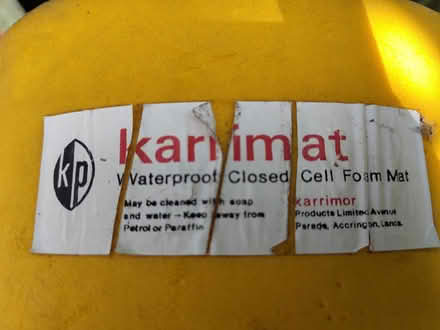 kp
karrimat
Waterproof Closed Cell Foam Mat
May be cleaned with soap
and water - Keep away from
Petrol or Paraffin
karrimor
Products Limited Avenue
Parade, Accrington, Lancs.